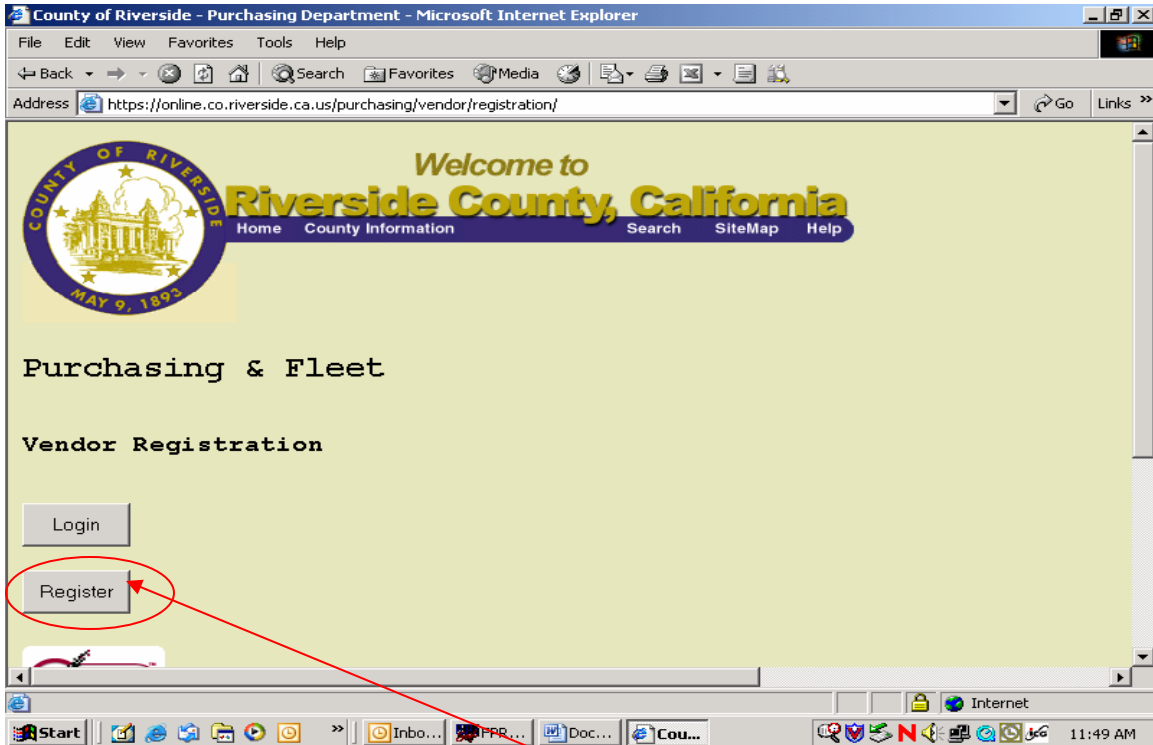 County of Riverside - Purchasing Department - Microsoft Internet Explorer
File Edit View Favorites Tools Help
Back Search Favorites Media
Address https://online.co.riverside.ca.us/purchasing/vendor/registration/ Go Links »
COUNTY OF RIVERSIDE
MAY 9, 1893
Welcome to
Riverside County, California
Home County Information Search SiteMap Help
Purchasing & Fleet
Vendor Registration
Login
Register
Internet
Start » Inbo... Doc... Cou... 11:49 AM